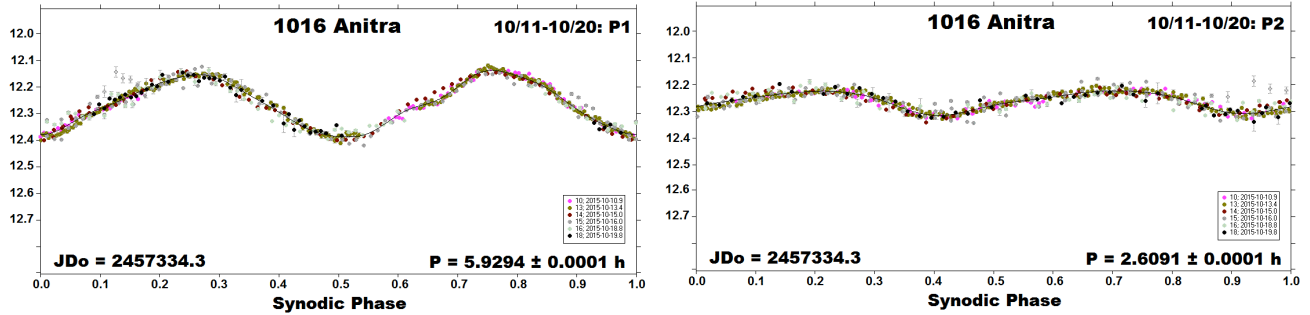 1016 Anitra
10/11-10/20: P1
12.0
12.1
12.2
12.3
12.4
12.5
12.6
12.7
10; 2015-10-10.9
13; 2015-10-13.4
14; 2015-10-15.0
15; 2015-10-16.0
16; 2015-10-18.8
18; 2015-10-19.8
JDo = 2457334.3
P = 5.9294 ± 0.0001 h
0.0 0.1 0.2 0.3 0.4 0.5 0.6 0.7 0.8 0.9 1.0
Synodic Phase
1016 Anitra
10/11-10/20: P2
12.0
12.1
12.2
12.3
12.4
12.5
12.6
12.7
10; 2015-10-10.9
13; 2015-10-13.4
14; 2015-10-15.0
15; 2015-10-16.0
16; 2015-10-18.8
18; 2015-10-19.8
JDo = 2457334.3
P = 2.6091 ± 0.0001 h
0.0 0.1 0.2 0.3 0.4 0.5 0.6 0.7 0.8 0.9 1.0
Synodic Phase